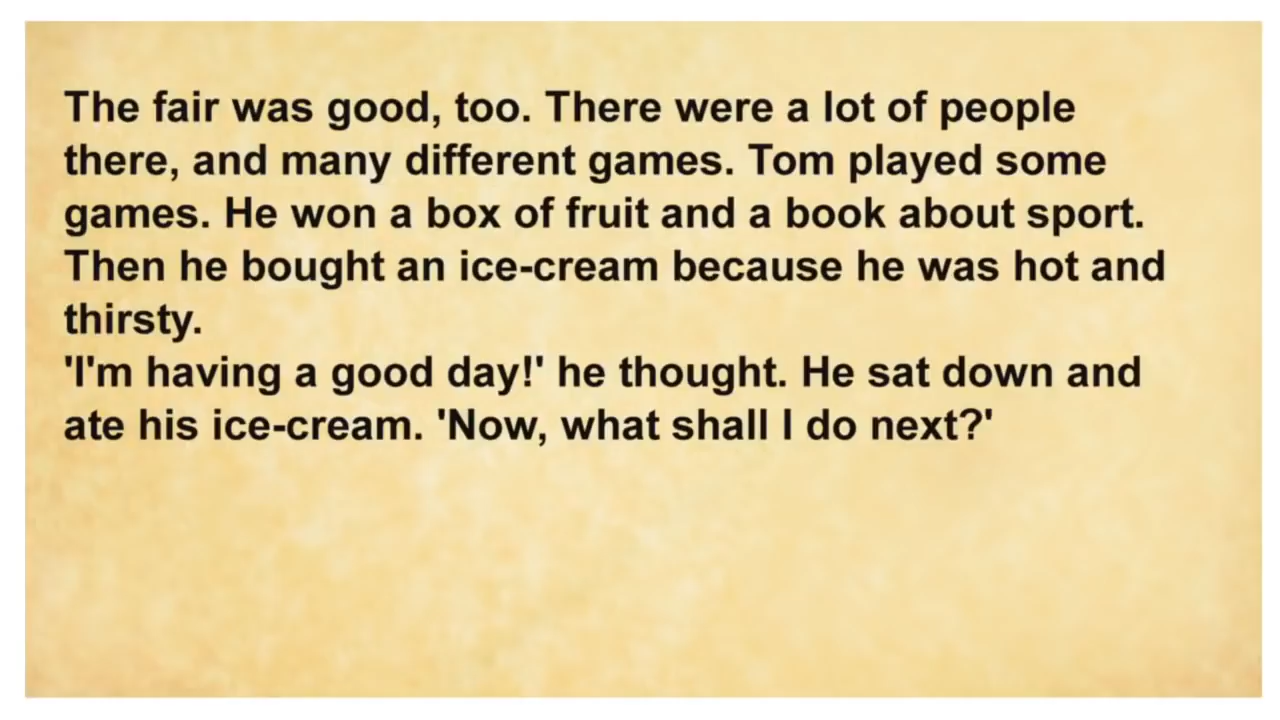 The fair was good, too. There were a lot of people
there, and many different games. Tom played some
games. He won a box of fruit and a book about sport.
Then he bought an ice-cream because he was hot and
thirsty.
'I'm having a good day!' he thought. He sat down and
ate his ice-cream. 'Now, what shall I do next?'